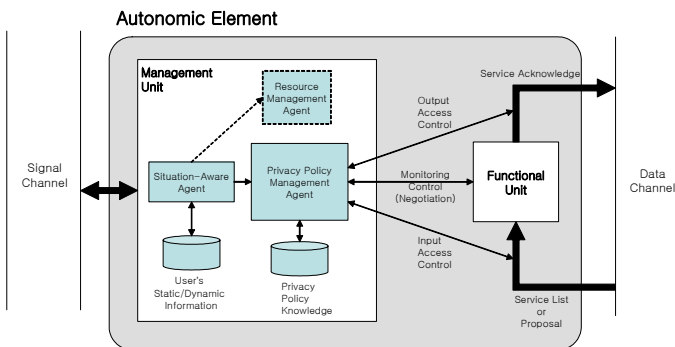 Autonomic Element
Management
Unit
Resource
Management
Agent
Situation-Aware
Agent
Privacy Policy
Management
Agent
User's
Static/Dynamic
Information
Privacy
Policy
Knowledge
Signal
Channel
Output
Access
Control
Monitoring
Control
(Negotiation)
Input
Access
Control
Service Acknowledge
Functional
Unit
Service List
or
Proposal
Data
Channel